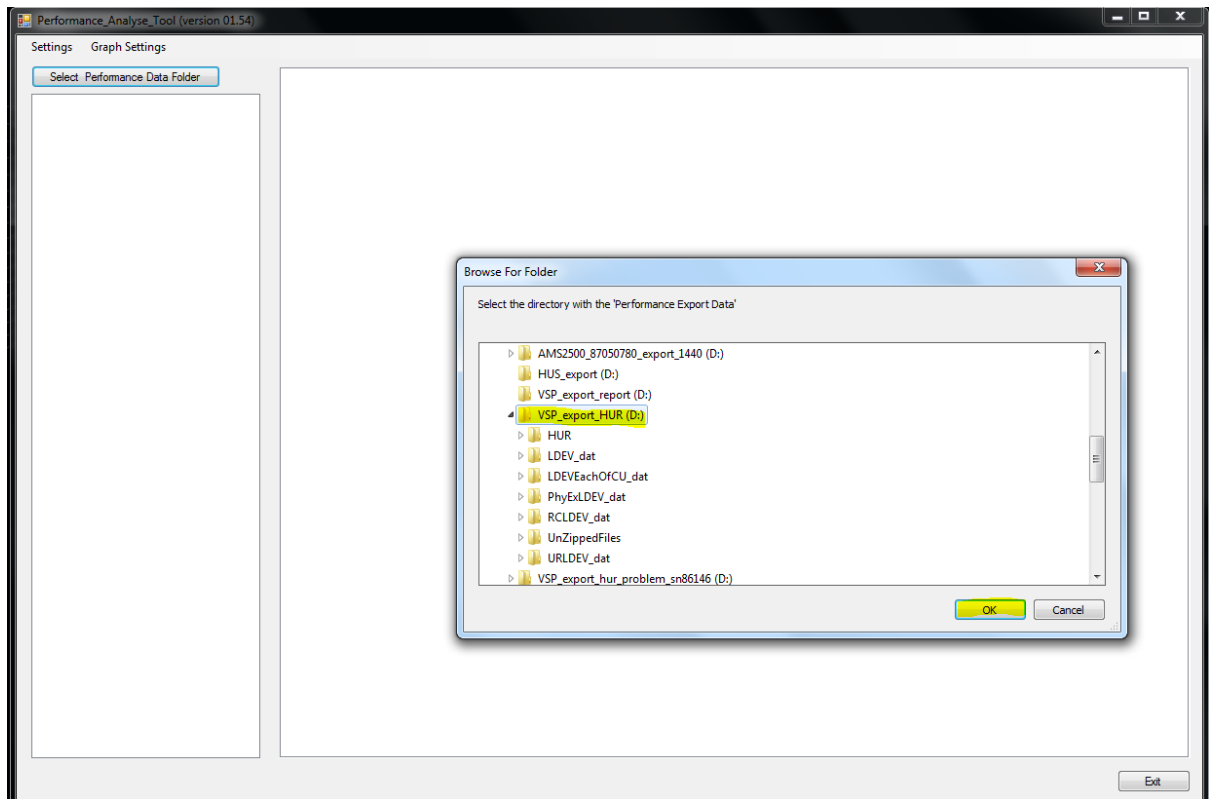 Performance_Analyse_Tool (version 01.54)
Settings Graph Settings
Select Perfomance Data Folder
Browse For Folder
Select the directory with the 'Performance Export Data'
AMS2500_87050780_export_1440 (D:)
HUS_export (D:)
VSP_export_report (D:)
VSP_export_HUR (D:)
HUR
LDEV_dat
LDEVEachOfCU_dat
PhyExLDEV_dat
RCLDEV_dat
UnZippedFiles
URLDEV_dat
VSP_export_hur_problem_sn86146 (D:)
OK Cancel
Exit